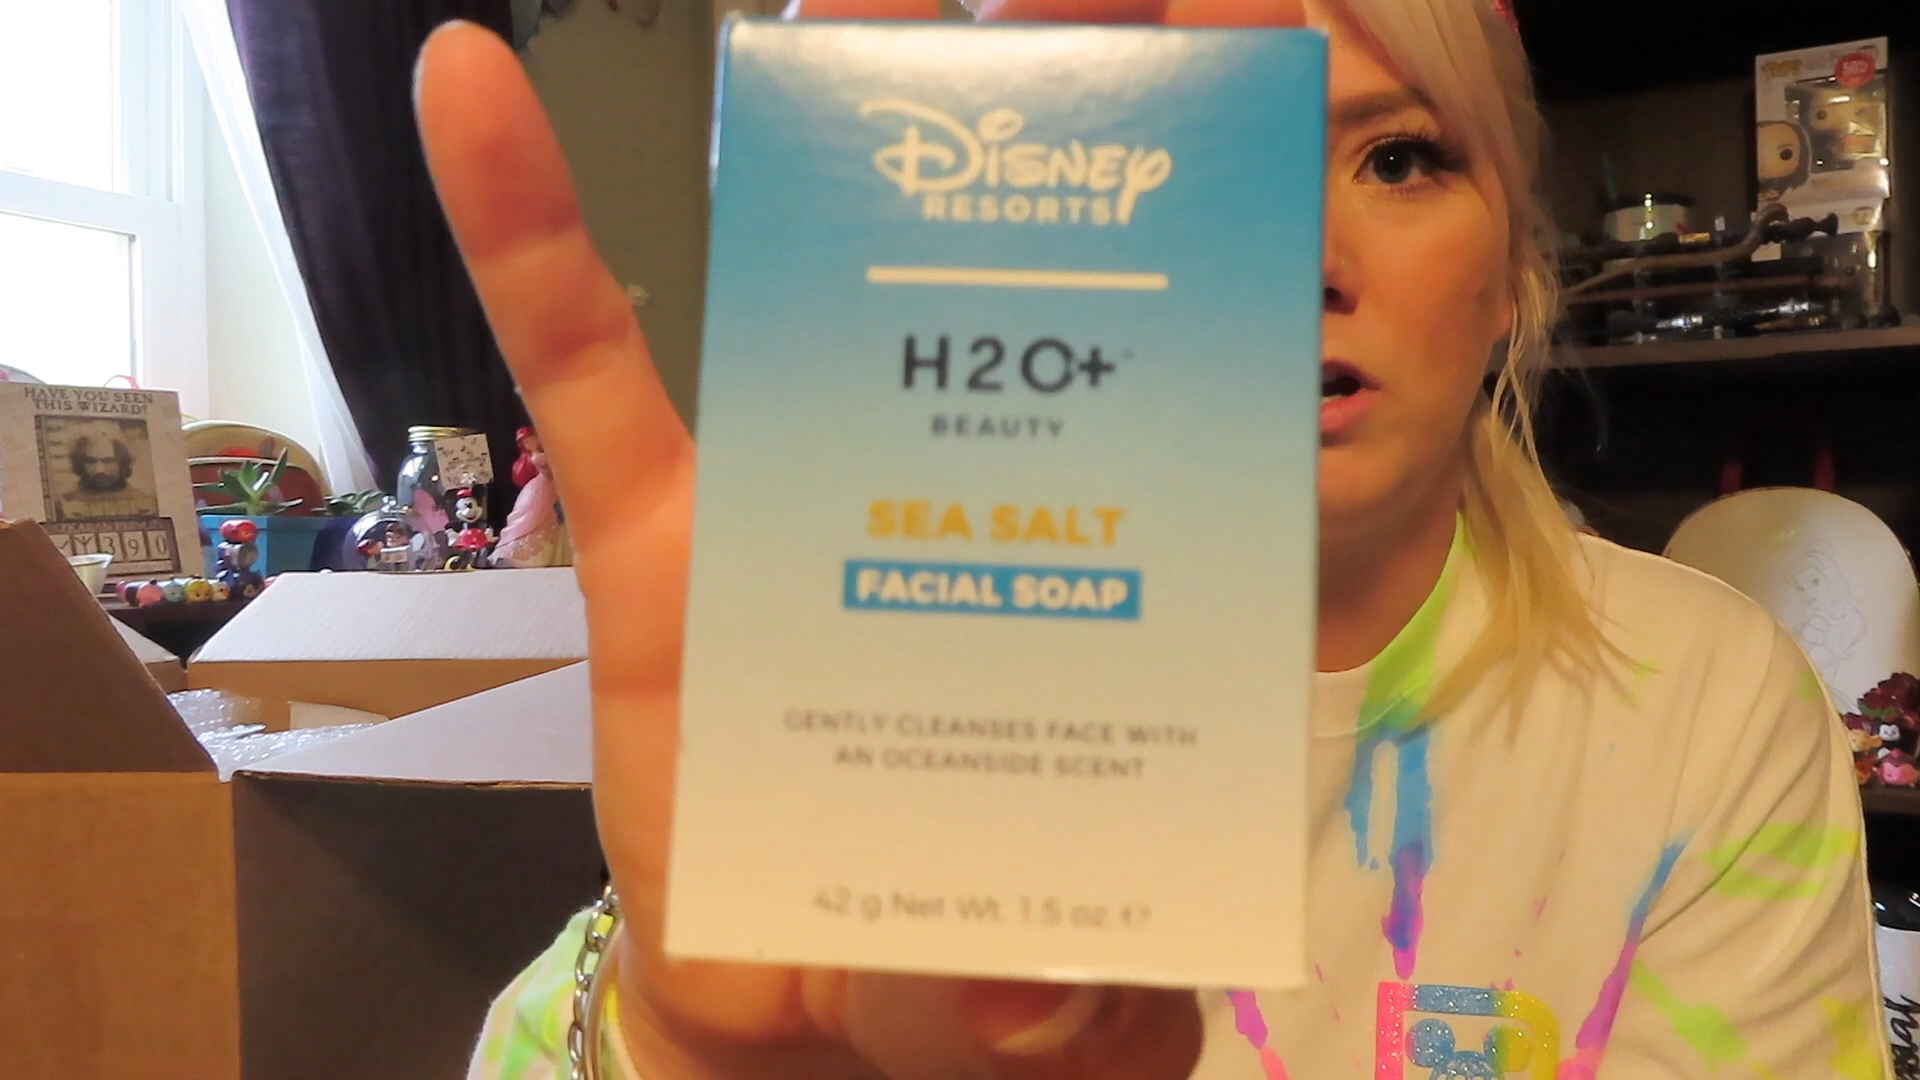 DISNEY
RESORTS
H2O+
BEAUTY
SEA SALT
FACIAL SOAP
GENTLY CLEANSES FACE WITH
AN OCEANSIDE SCENT
42 g Net Wt. 1.5 oz. e
HAVE YOU SEEN
THIS WIZARD?
390